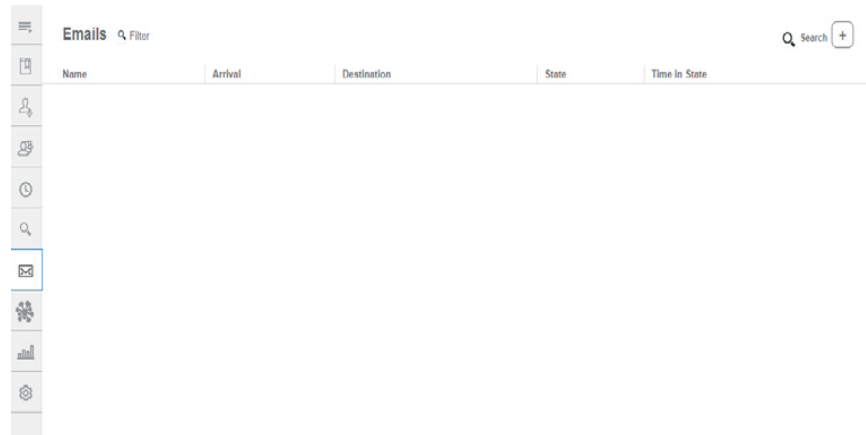 Emails Filter
Search +
Name Arrival Destination State Time in State